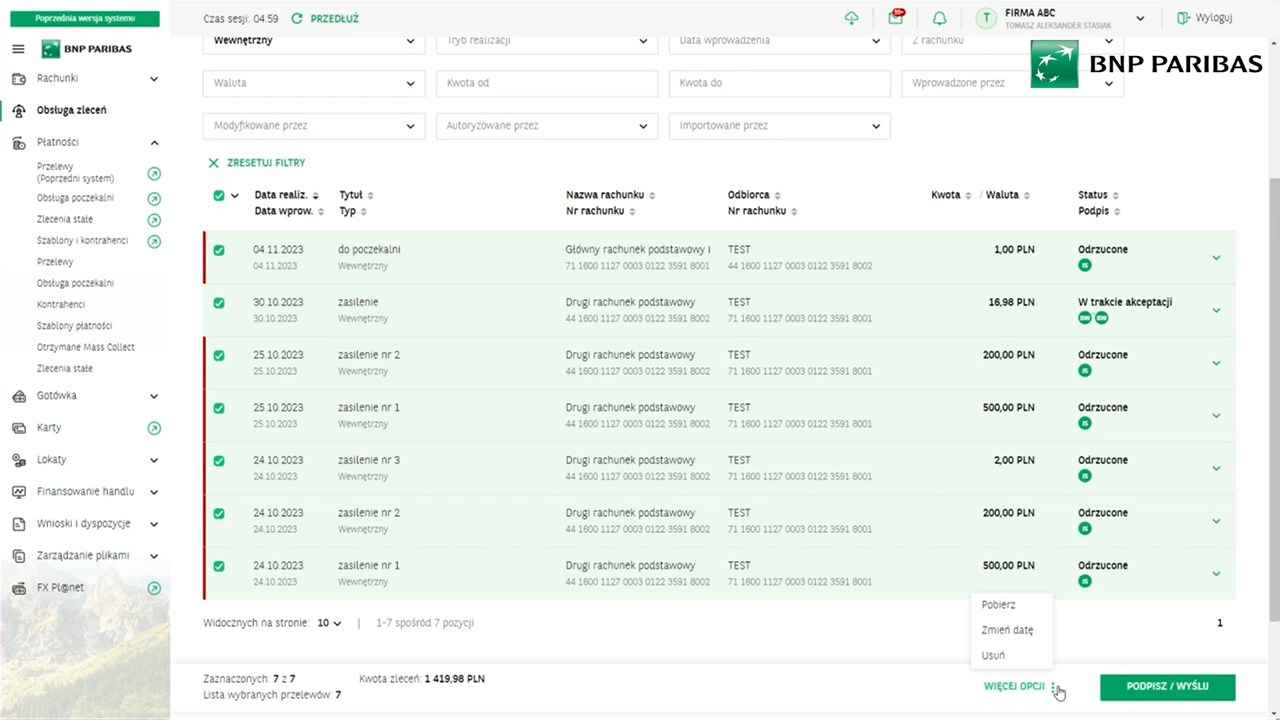 Poprzednia wersja systemu
Czas sesji: 04:59 PRZEDŁUŻ
99+
T
FIRMA ABC
TOMASZ ALEKSANDER STASIAK
Wyloguj
BNP PARIBAS
BNP PARIBAS
Rachunki
Obsługa zleceń
Płatności
Przelewy
(Poprzedni system)
Obsługa poczekalni
Zlecenia stałe
Szablony i kontrahenci
Przelewy
Obsługa poczekalni
Kontrahenci
Szablony płatności
Otrzymane Mass Collect
Zlecenia stałe
Gotówka
Karty
Lokaty
Finansowanie handlu
Wnioski i dyspozycje
Zarządzanie plikami
FX Pl@net
Wewnętrzny Tryb realizacji Data wprowadzenia Z rachunku
Waluta Kwota od Kwota do Wprowadzone przez
Modyfikowane przez Autoryzowane przez Importowane przez
ZRESETUJ FILTRY
Data realiz. Tytuł Nazwa rachunku Odbiorca Kwota / Waluta Status
Data wprow. Typ Nr rachunku Nr rachunku Podpis
04.11.2023 do poczekalni Główny rachunek podstawowy i TEST 1,00 PLN Odrzucone
04.11.2023 Wewnętrzny 71 1600 1127 0003 0122 3591 8001 44 1600 1127 0003 0122 3591 8002 IS
30.10.2023 zasilenie Drugi rachunek podstawowy TEST 16,98 PLN W trakcie akceptacji
30.10.2023 Wewnętrzny 44 1600 1127 0003 0122 3591 8002 71 1600 1127 0003 0122 3591 8001 EW EW
25.10.2023 zasilenie nr 2 Drugi rachunek podstawowy TEST 200,00 PLN Odrzucone
25.10.2023 Wewnętrzny 44 1600 1127 0003 0122 3591 8002 71 1600 1127 0003 0122 3591 8001 IS
25.10.2023 zasilenie nr 1 Drugi rachunek podstawowy TEST 500,00 PLN Odrzucone
25.10.2023 Wewnętrzny 44 1600 1127 0003 0122 3591 8002 71 1600 1127 0003 0122 3591 8001 IS
24.10.2023 zasilenie nr 3 Drugi rachunek podstawowy TEST 2,00 PLN Odrzucone
24.10.2023 Wewnętrzny 44 1600 1127 0003 0122 3591 8002 71 1600 1127 0003 0122 3591 8001 IS
24.10.2023 zasilenie nr 2 Drugi rachunek podstawowy TEST 200,00 PLN Odrzucone
24.10.2023 Wewnętrzny 44 1600 1127 0003 0122 3591 8002 71 1600 1127 0003 0122 3591 8001 IS
24.10.2023 zasilenie nr 1 Drugi rachunek podstawowy TEST 500,00 PLN Odrzucone
24.10.2023 Wewnętrzny 44 1600 1127 0003 0122 3591 8002 71 1600 1127 0003 0122 3591 8001 IS
Widocznych na stronie: 10 | 1-7 spośród 7 pozycji 1
Pobierz
Zmień datę
Usuń
Zaznaczonych: 7 z 7 Kwota zleceń: 1 419,98 PLN
Lista wybranych przelewów: 7
WIĘCEJ OPCJI
PODPISZ / WYŚLIJ